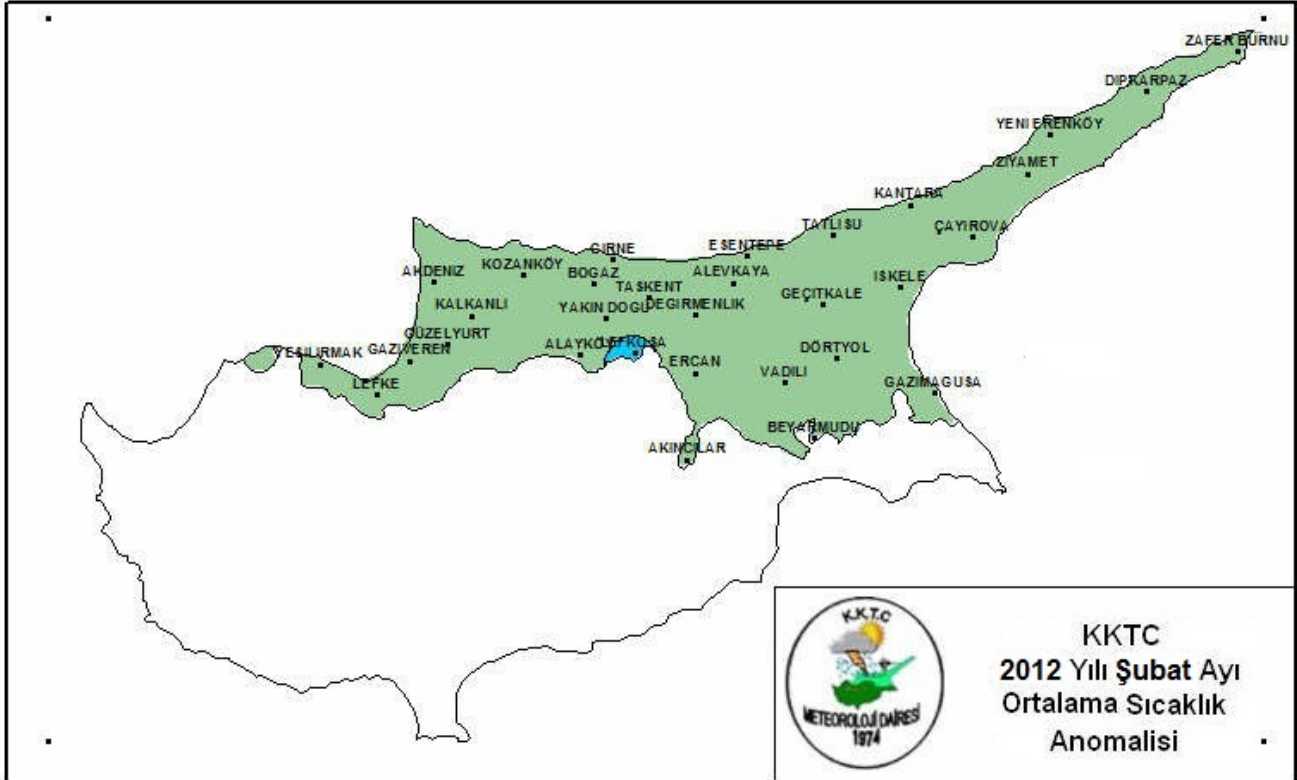 ZAFER BURNU
DIPKARPAZ
YENI ERENKÖY
ZIYAMET
KANTARA
TATLISU
ÇAYIROVA
GIRNE
ESENTEPE
AKDENIZ
KOZANKÖY
BOGAZ
ALEVKAYA
ISKELE
TASKENT
GEÇITKALE
KALKANLI
YAKIN DOGU
DEGIRMENLIK
GÜZELYURT
YESILIRMAK
GAZIVEREN
ALAYKÖY
LEFKOSA
DÖRTYOL
ERCAN
VADILI
LEFKE
GAZIMAGUSA
BEYARMUDU
AKINCILAR
K.K.T.C
METEOROLOJİ DAİRESİ
1974
KKTC
2012 Yılı Şubat Ayı
Ortalama Sıcaklık
Anomalisi